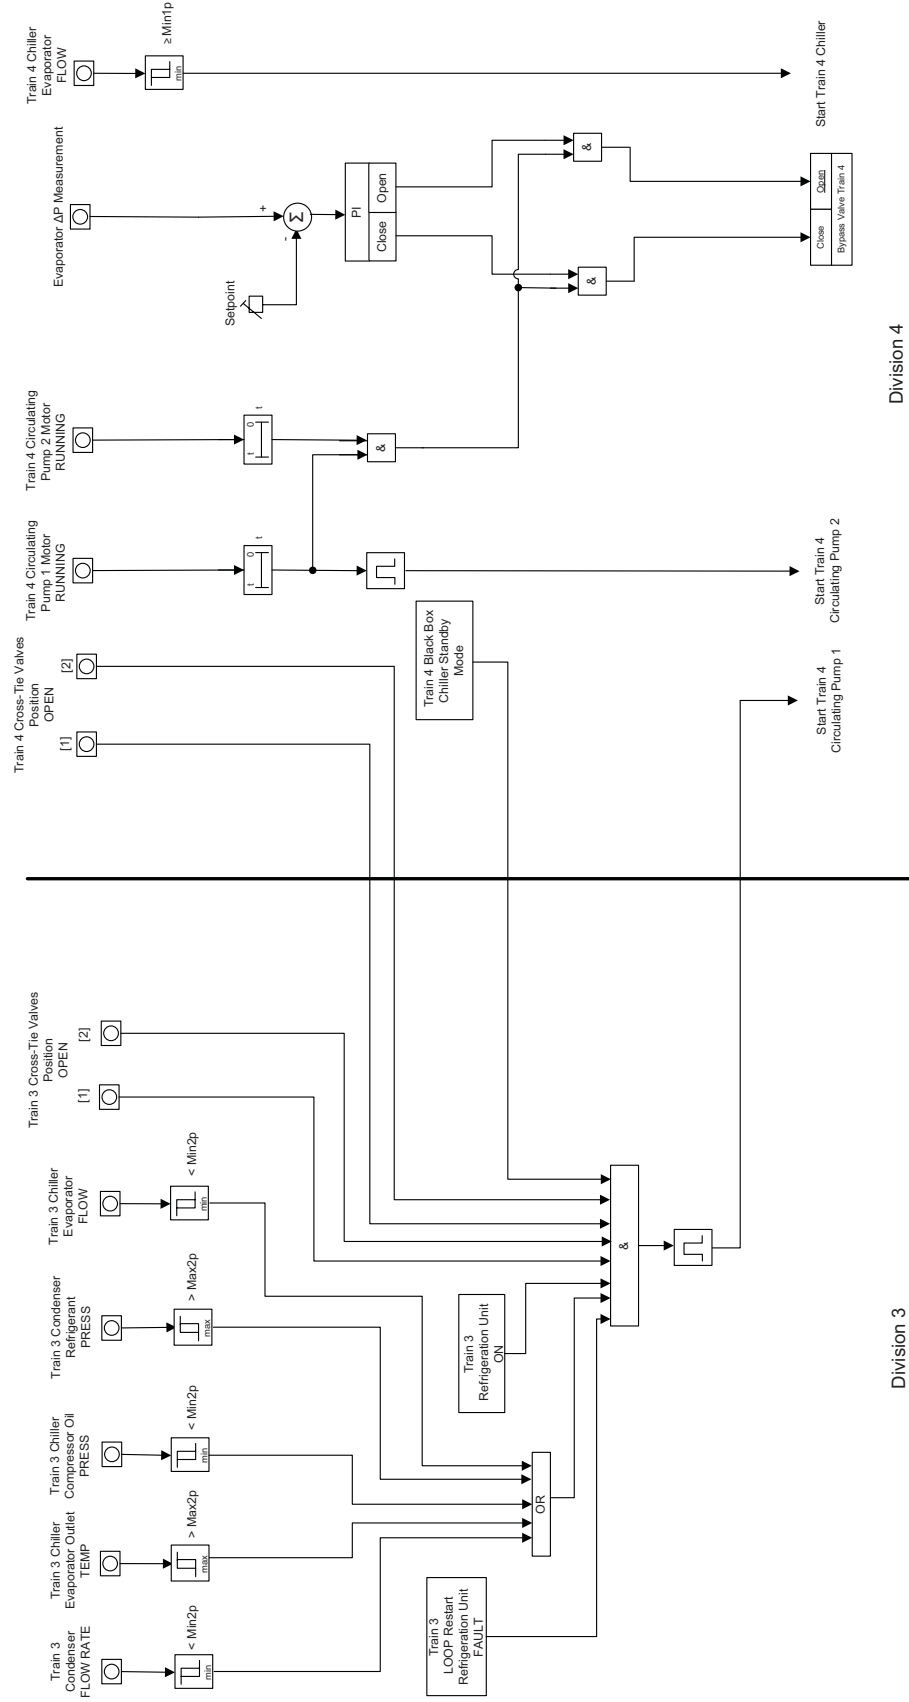 Train 3
Condenser
FLOW RATE
< Min2p
min
Train 3 Chiller
Evaporator Outlet
TEMP
> Max2p
max
Train 3 Chiller
Compressor Oil
PRESS
< Min2p
min
Train 3 Condenser
Refrigerant
PRESS
> Max2p
max
Train 3 Chiller
Evaporator
FLOW
< Min2p
min
Train 3 Cross-Tie Valves
Position
OPEN
[1]
[2]
Train 3
LOOP Restart
Refrigeration Unit
FAULT
OR
Train 3
Refrigeration Unit
ON
&
Division 3
Train 4 Cross-Tie Valves
Position
OPEN
[1]
[2]
Train 4 Black Box
Chiller Standby
Mode
Start Train 4
Circulating Pump 1
Train 4 Circulating
Pump 1 Motor
RUNNING
t 0
t
Start Train 4
Circulating Pump 2
Train 4 Circulating
Pump 2 Motor
RUNNING
t 0
t
&
Setpoint
Evaporator ΔP Measurement
+
-
Σ
PI
Close
Open
&
&
Close
Open
Bypass Valve Train 4
Train 4 Chiller
Evaporator
FLOW
≥ Min1p
min
Start Train 4 Chiller
Division 4